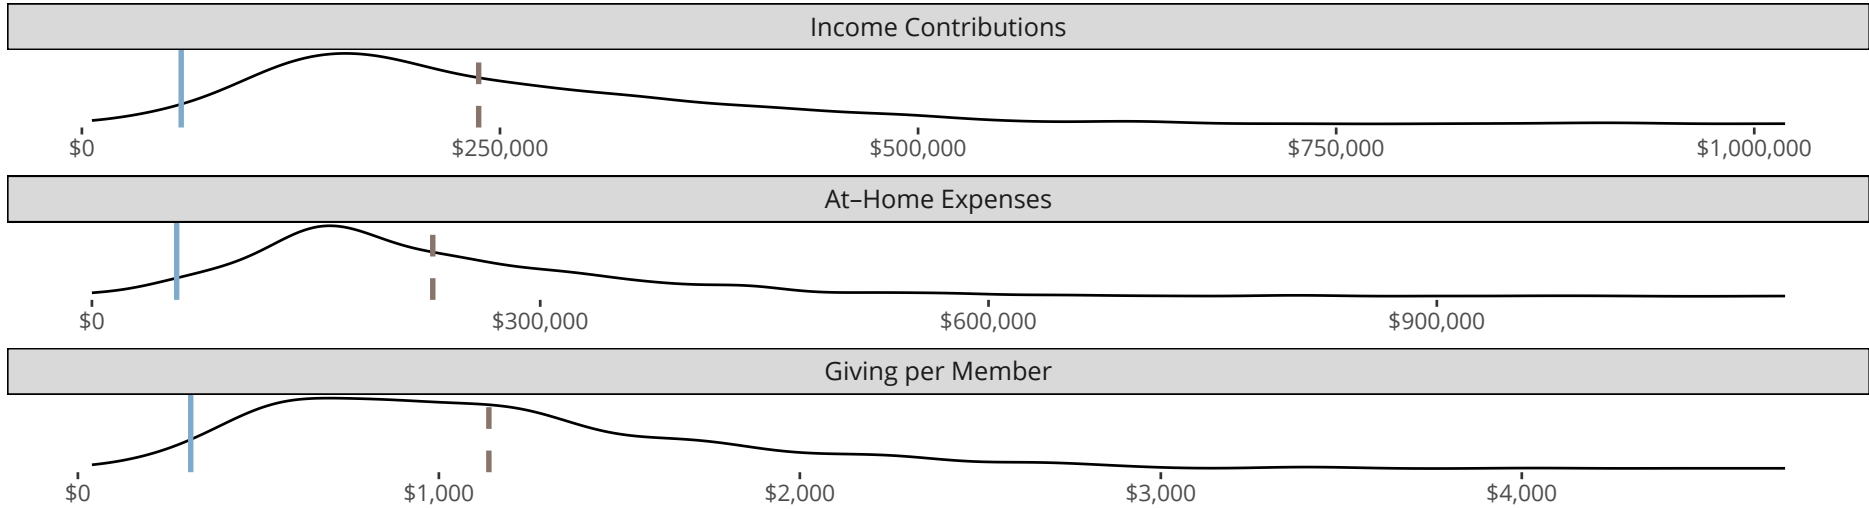 Income Contributions
$0 $250,000 $500,000 $750,000 $1,000,000
At–Home Expenses
$0 $300,000 $600,000 $900,000
Giving per Member
$0 $1,000 $2,000 $3,000 $4,000